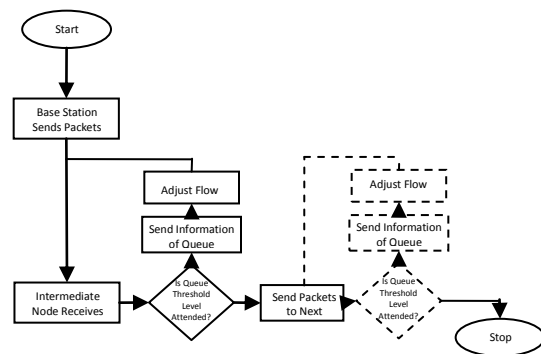 Start
Base Station
Sends Packets
Adjust Flow
Send Information
of Queue
Intermediate
Node Receives
Is Queue
Threshold
Level
Attended?
Send Packets
to Next
Adjust Flow
Send Information
of Queue
Is Queue
Threshold
Level
Attended?
Stop